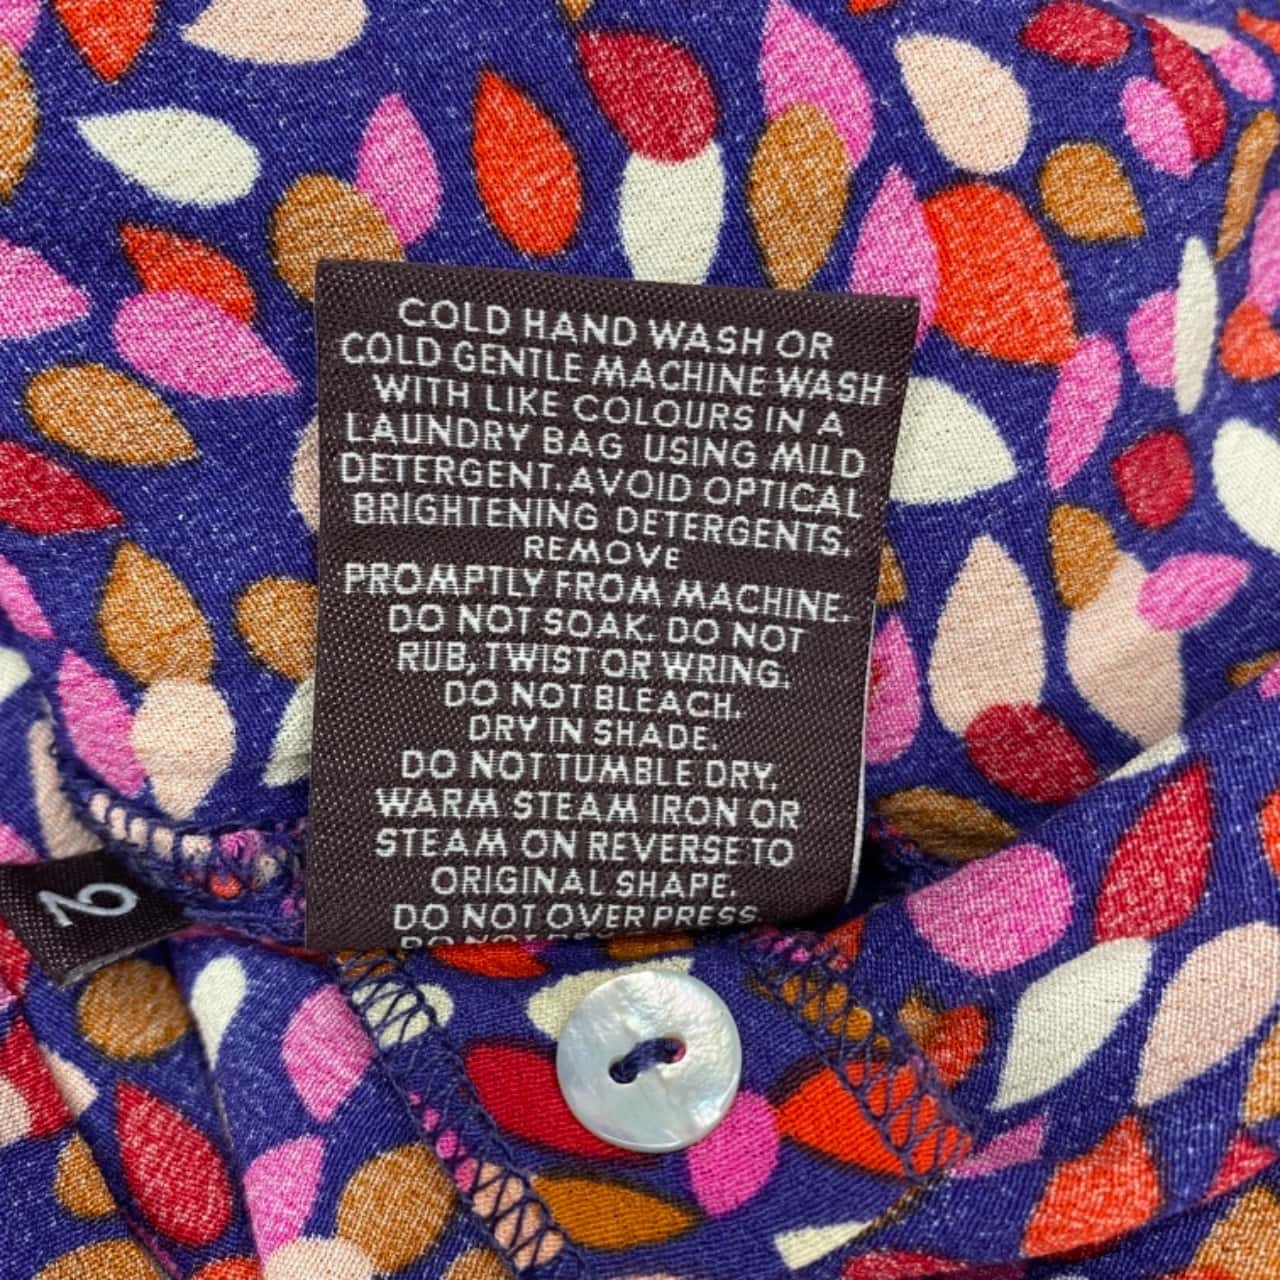 COLD HAND WASH OR
COLD GENTLE MACHINE WASH
WITH LIKE COLOURS IN A
LAUNDRY BAG USING MILD
DETERGENT. AVOID OPTICAL
BRIGHTENING DETERGENTS.
REMOVE
PROMPTLY FROM MACHINE.
DO NOT SOAK. DO NOT
RUB, TWIST OR WRING.
DO NOT BLEACH.
DRY IN SHADE.
DO NOT TUMBLE DRY.
WARM STEAM IRON OR
STEAM ON REVERSE TO
ORIGINAL SHAPE.
DO NOT OVER PRESS.
DO NOT